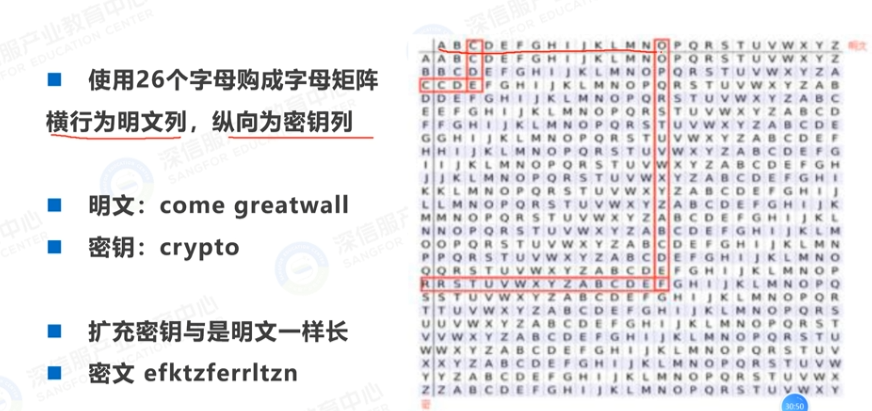 使用26个字母购成字母矩阵
横行为明文列，纵向为密钥列
明文：come greatwall
密钥：crypto
扩充密钥与是明文一样长
密文 efktzferrltzn
A B C D E F G H I J K L M N O P Q R S T U V W X Y Z 明文
A A B C D E F G H I J K L M N O P Q R S T U V W X Y Z
B B C D E F G H I J K L M N O P Q R S T U V W X Y Z A
C C D E F G H I J K L M N O P Q R S T U V W X Y Z A B
D D E F G H I J K L M N O P Q R S T U V W X Y Z A B C
E E F G H I J K L M N O P Q R S T U V W X Y Z A B C D
F F G H I J K L M N O P Q R S T U V W X Y Z A B C D E
G G H I J K L M N O P Q R S T U V W X Y Z A B C D E F
H H I J K L M N O P Q R S T U V W X Y Z A B C D E F G
I I J K L M N O P Q R S T U V W X Y Z A B C D E F G H
J J K L M N O P Q R S T U V W X Y Z A B C D E F G H I
K K L M N O P Q R S T U V W X Y Z A B C D E F G H I J
L L M N O P Q R S T U V W X Y Z A B C D E F G H I J K
M M N O P Q R S T U V W X Y Z A B C D E F G H I J K L
N N O P Q R S T U V W X Y Z A B C D E F G H I J K L M
O O P Q R S T U V W X Y Z A B C D E F G H I J K L M N
P P Q R S T U V W X Y Z A B C D E F G H I J K L M N O
Q Q R S T U V W X Y Z A B C D E F G H I J K L M N O P
R R S T U V W X Y Z A B C D E F G H I J K L M N O P Q
S S T U V W X Y Z A B C D E F G H I J K L M N O P Q R
T T U V W X Y Z A B C D E F G H I J K L M N O P Q R S
U U V W X Y Z A B C D E F G H I J K L M N O P Q R S T
V V W X Y Z A B C D E F G H I J K L M N O P Q R S T U
W W X Y Z A B C D E F G H I J K L M N O P Q R S T U V
X X Y Z A B C D E F G H I J K L M N O P Q R S T U V W
Y Y Z A B C D E F G H I J K L M N O P Q R S T U V W X
Z Z A B C D E F G H I J K L M N O P Q R S T U V W X Y
30:50
深信服产业教育中心
SANGFOR EDUCATION CENTER